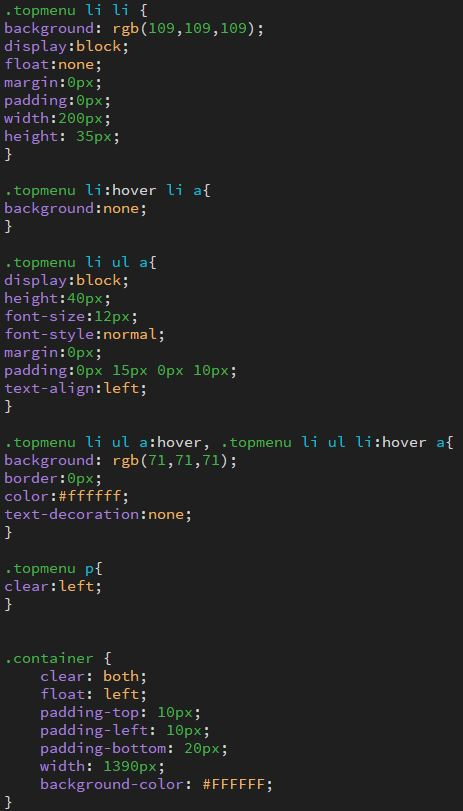 .topmenu li li {
background: rgb(109,109,109);
display:block;
float:none;
margin:0px;
padding:0px;
width:200px;
height: 35px;
}

.topmenu li:hover li a{
background:none;
}

.topmenu li ul a{
display:block;
height:40px;
font-size:12px;
font-style:normal;
margin:0px;
padding:0px 15px 0px 10px;
text-align:left;
}

.topmenu li ul a:hover, .topmenu li ul li:hover a{
background: rgb(71,71,71);
border:0px;
color:#ffffff;
text-decoration:none;
}

.topmenu p{
clear:left;
}


.container {
    clear: both;
    float: left;
    padding-top: 10px;
    padding-left: 10px;
    padding-bottom: 20px;
    width: 1390px;
    background-color: #FFFFFF;
}